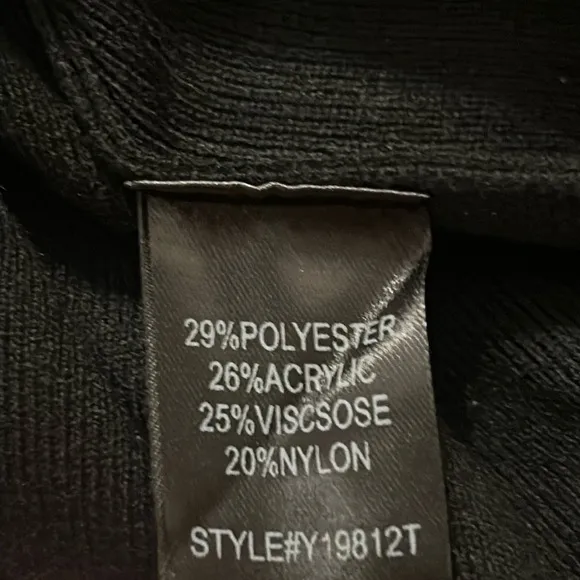 29%POLYESTER
26%ACRYLIC
25%VISCSOSE
20%NYLON
STYLE#Y19812T